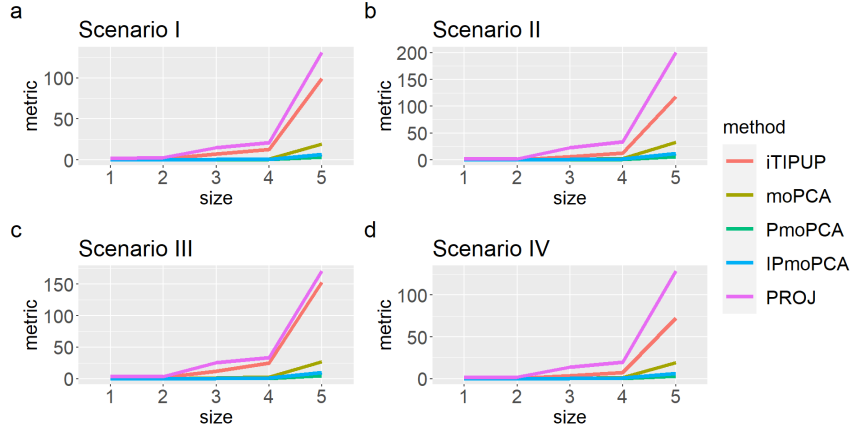 a
Scenario I
metric
100
50
0
1 2 3 4 5
size
b
Scenario II
metric
200
150
100
50
0
1 2 3 4 5
size
c
Scenario III
metric
150
100
50
0
1 2 3 4 5
size
d
Scenario IV
metric
100
50
0
1 2 3 4 5
size
method
iTIPUP
moPCA
PmoPCA
IPmoPCA
PROJ